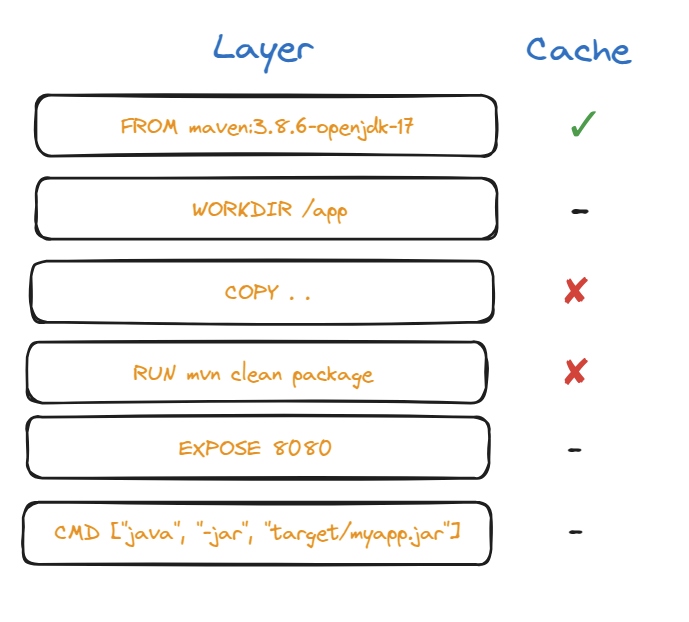 Layer Cache
FROM maven:3.8.6-openjdk-17 ✓
WORKDIR /app -
COPY . . ✘
RUN mvn clean package ✘
EXPOSE 8080 -
CMD ["java", "-jar", "target/myapp.jar"] -